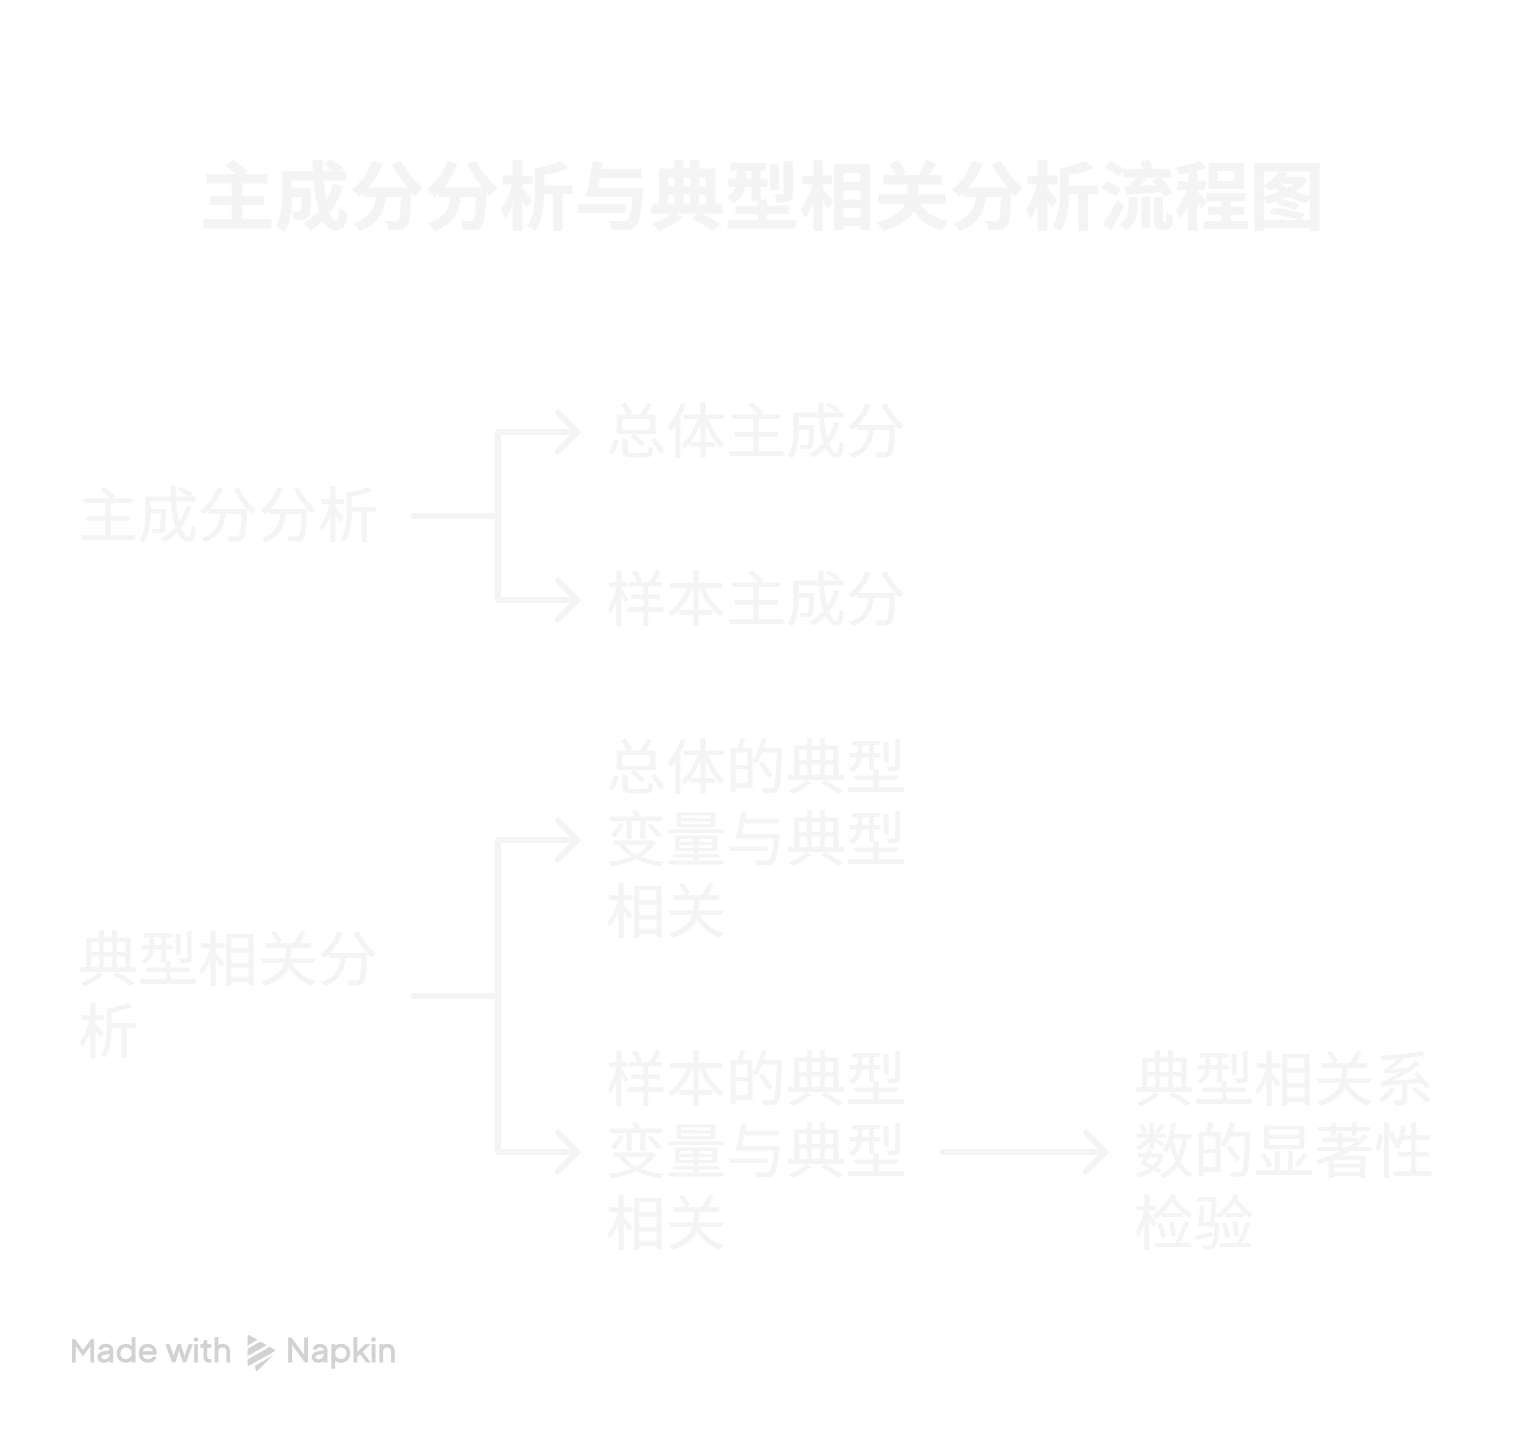 主成分分析与典型相关分析流程图
总体主成分
主成分分析
样本主成分
总体的典型
变量与典型
相关
典型相关分
析
样本的典型
变量与典型
相关
典型相关系
数的显著性
检验
Made with Napkin